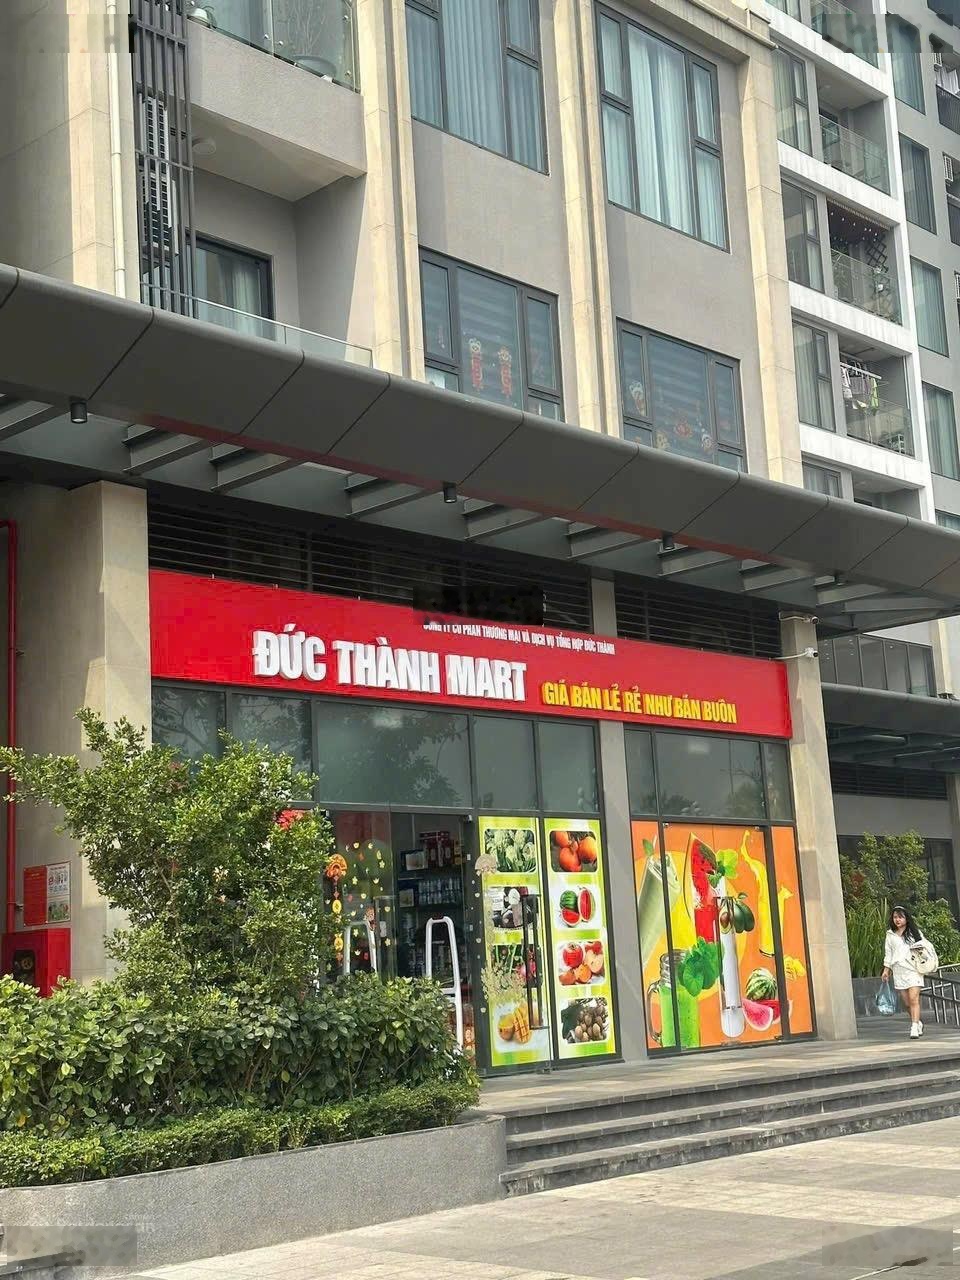 CÔNG TY CỔ PHẦN THƯƠNG MẠI VÀ DỊCH VỤ TỔNG HỢP ĐỨC THÀNH
ĐỨC THÀNH MART
GIÁ BÁN LẺ RẺ NHƯ BÁN BUÔN